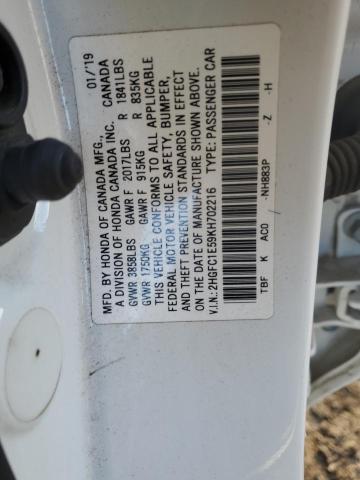 MFD. BY HONDA OF CANADA MFG., 01/'19
A DIVISION OF HONDA CANADA INC. CANADA
GVWR 3858LBS GAWR F 2017LBS R 1841LBS
GVWR 1750KG GAWR F 915KG R 835KG
THIS VEHICLE CONFORMS TO ALL APPLICABLE
FEDERAL MOTOR VEHICLE SAFETY, BUMPER,
AND THEFT PREVENTION STANDARDS IN EFFECT
ON THE DATE OF MANUFACTURE SHOWN ABOVE.
V.I.N.:2HGFC1E59KH702216 TYPE: PASSENGER CAR
TBF K AC0 -NH883P -Z -H